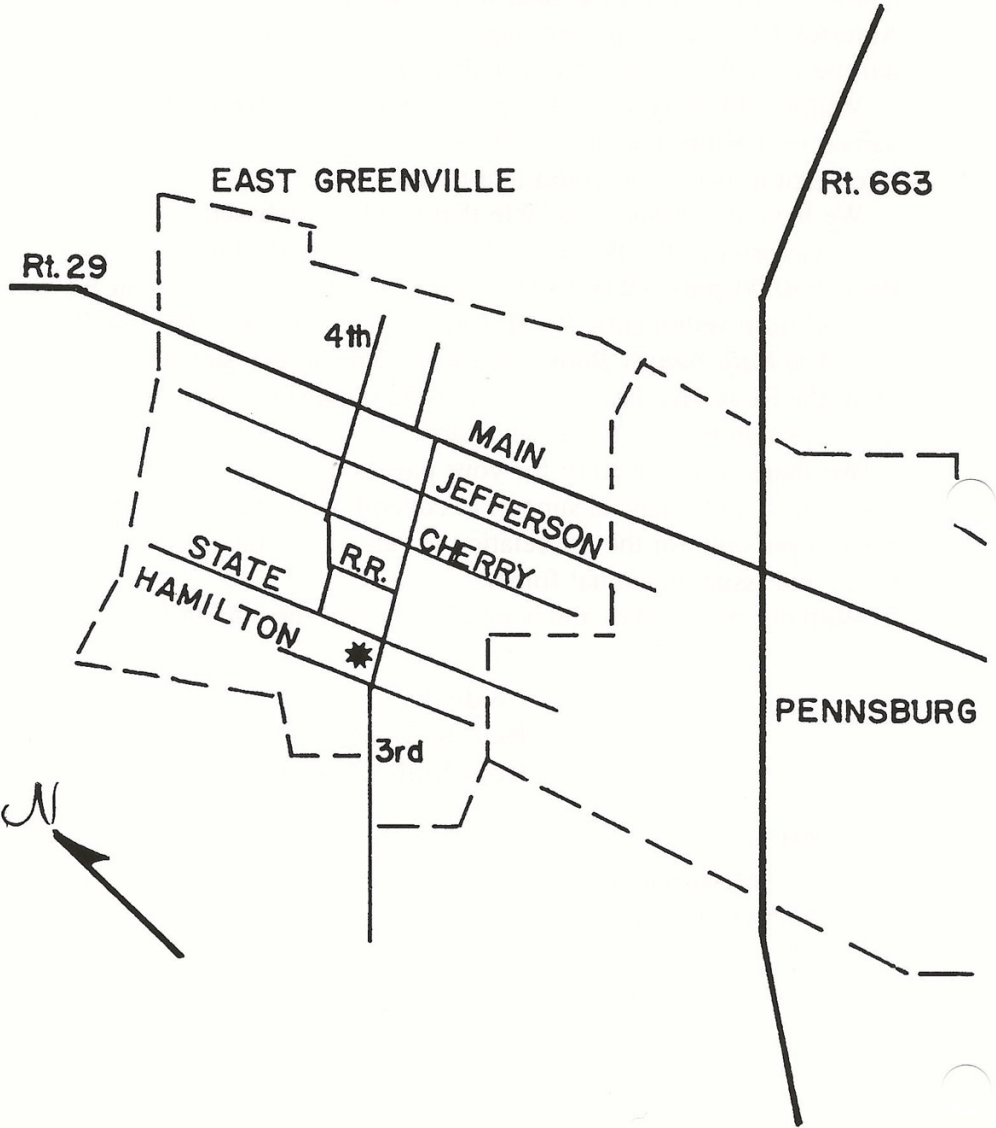 EAST GREENVILLE
Rt. 663
Rt. 29
4th
MAIN
JEFFERSON
CHERRY
R.R.
STATE
HAMILTON
PENNSBURG
3rd
N